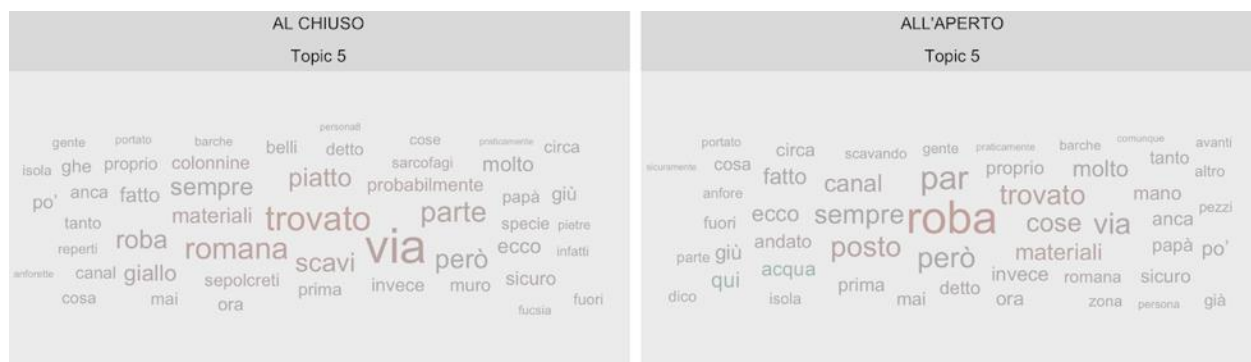 AL CHIUSO
Topic 5
persona8
gente portato barche belli detto cose praticamente circa
isola ghe proprio colonnine sarcofagi molto
po' anca fatto sempre piatto probabilmente papà giù
tanto materiali trovato parte specie pietre
reperti roba romana scavi via però ecco infatti
anforette canal giallo sepolcreti prima invece muro sicuro
cosa mai ora fucsia fuori
ALL'APERTO
Topic 5
portato circa scavando gente praticamente barche comunque avanti
sicuramente cosa fatto canal par proprio molto tanto altro
anfore trovato mano
fuori ecco sempre roba cose via anca pezzi
parte giù andato posto però materiali papà po'
qui acqua prima detto invece romana sicuro
dico isola mai ora zona persona già